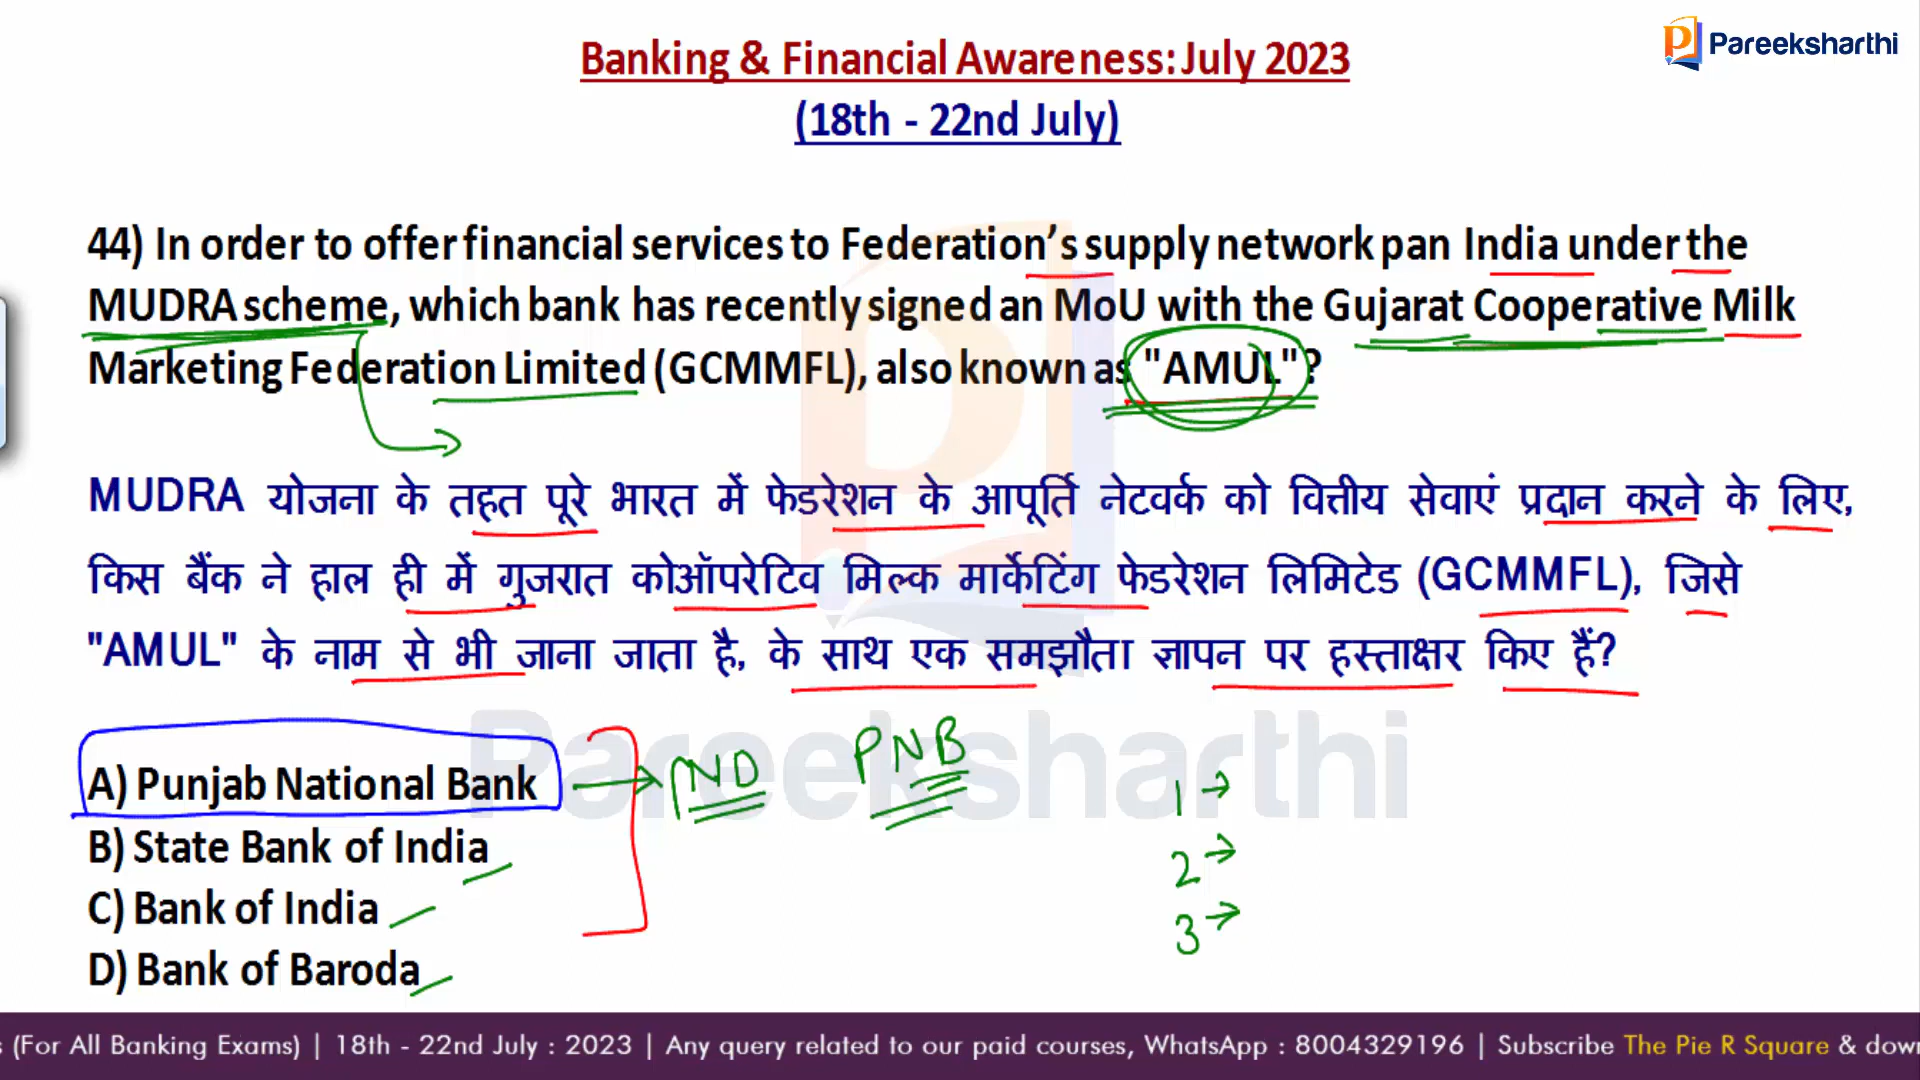 Pareeksharthi
Banking & Financial Awareness: July 2023
(18th - 22nd July)
44) In order to offer financial services to Federation’s supply network pan India under the
MUDRA scheme, which bank has recently signed an MoU with the Gujarat Cooperative Milk
Marketing Federation Limited (GCMMFL), also known as "AMUL"?
MUDRA योजना के तहत पूरे भारत में फेडरेशन के आपूर्ति नेटवर्क को वित्तीय सेवाएं प्रदान करने के लिए,
किस बैंक ने हाल ही में गुजरात कोऑपरेटिव मिल्क मार्केटिंग फेडरेशन लिमिटेड (GCMMFL), जिसे
"AMUL" के नाम से भी जाना जाता है, के साथ एक समझौता ज्ञापन पर हस्ताक्षर किए हैं?
Pareeksharthi
A) Punjab National Bank
ND PNB
B) State Bank of India
C) Bank of India
D) Bank of Baroda
1 →
2 →
3 →
s (For All Banking Exams) | 18th - 22nd July : 2023 | Any query related to our paid courses, WhatsApp : 8004329196 | Subscribe The Pie R Square & dow